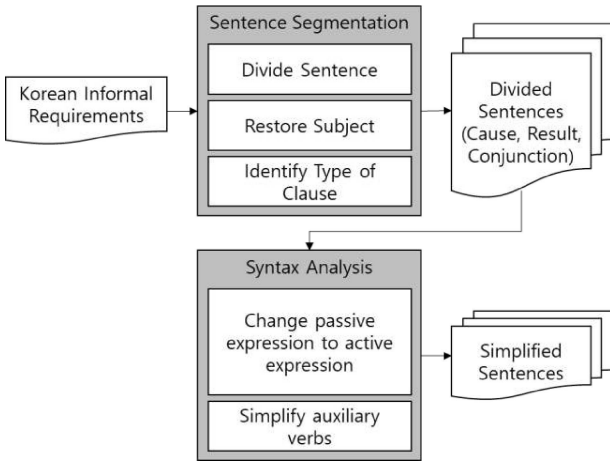 Sentence Segmentation
Divide Sentence
Restore Subject
Identify Type of
Clause
Korean Informal
Requirements
Divided
Sentences
(Cause, Result,
Conjunction)
Syntax Analysis
Change passive
expression to active
expression
Simplify auxiliary
verbs
Simplified
Sentences